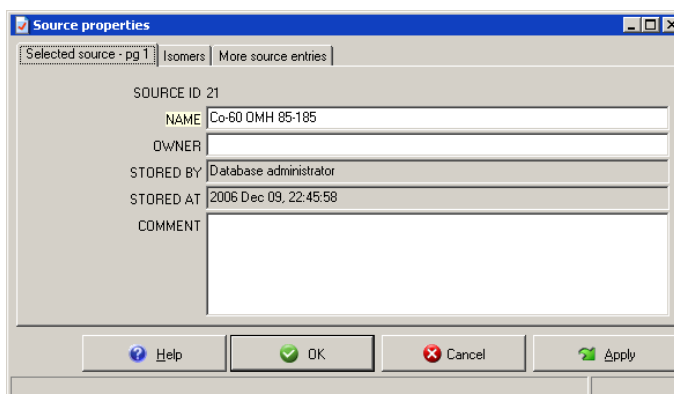 Source properties
Selected source - pg 1 Isomers More source entries
SOURCE ID 21
NAME Co-60 OMH 85-185
OWNER
STORED BY Database administrator
STORED AT 2006 Dec 09, 22:45:58
COMMENT
Help OK Cancel Apply